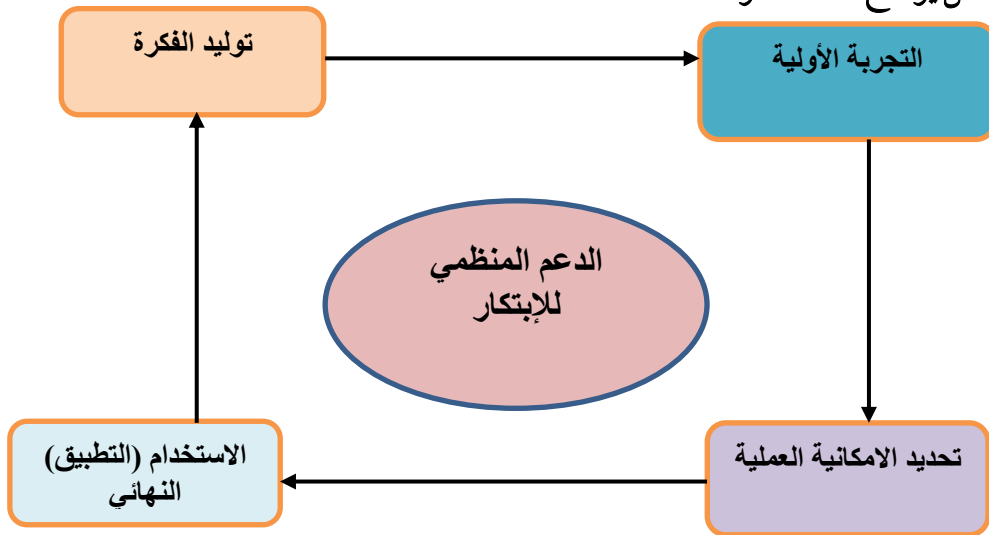 توليد الفكرة
التجربة الأولية
الدعم المنظمي
للإبتكار
تحديد الامكانية العملية
الاستخدام (التطبيق)
النهائي